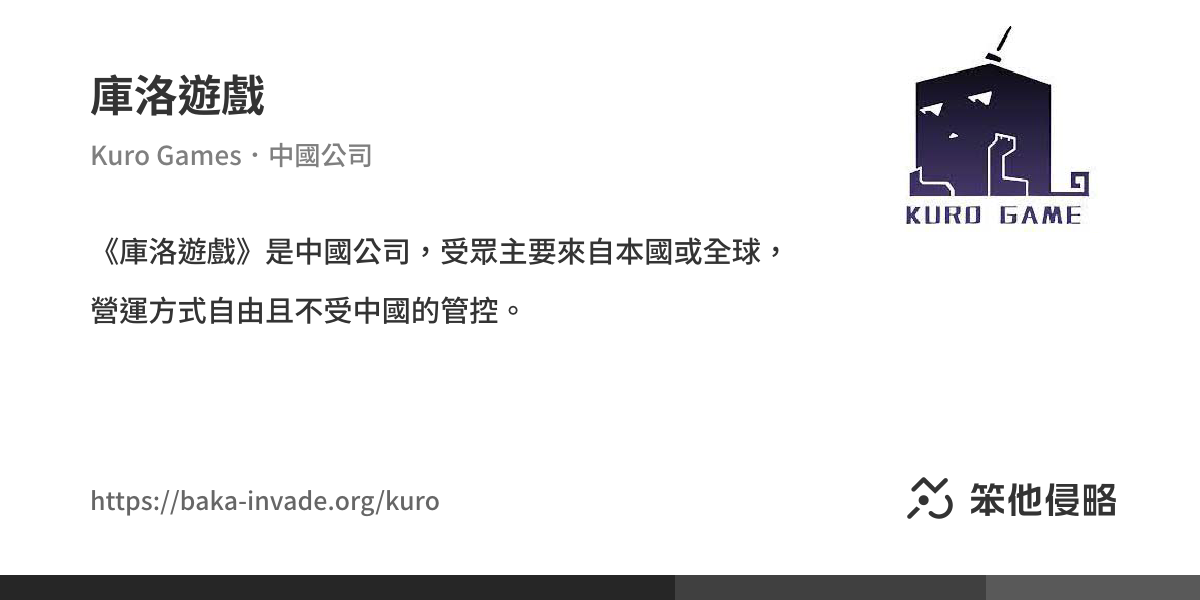 庫洛遊戲
Kuro Games・中國公司
KURO GAME
《庫洛遊戲》是中國公司，受眾主要來自本國或全球，
營運方式自由且不受中國的管控。
https://baka-invade.org/kuro
笨他侵略